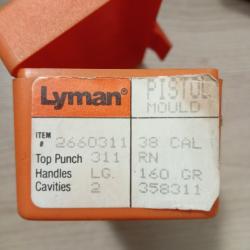 Lyman®
PISTOL
MOULD
ITEM
# 2660311 38 CAL
Top Punch 311 RN
Handles LG. 160 GR
Cavities 2 358311